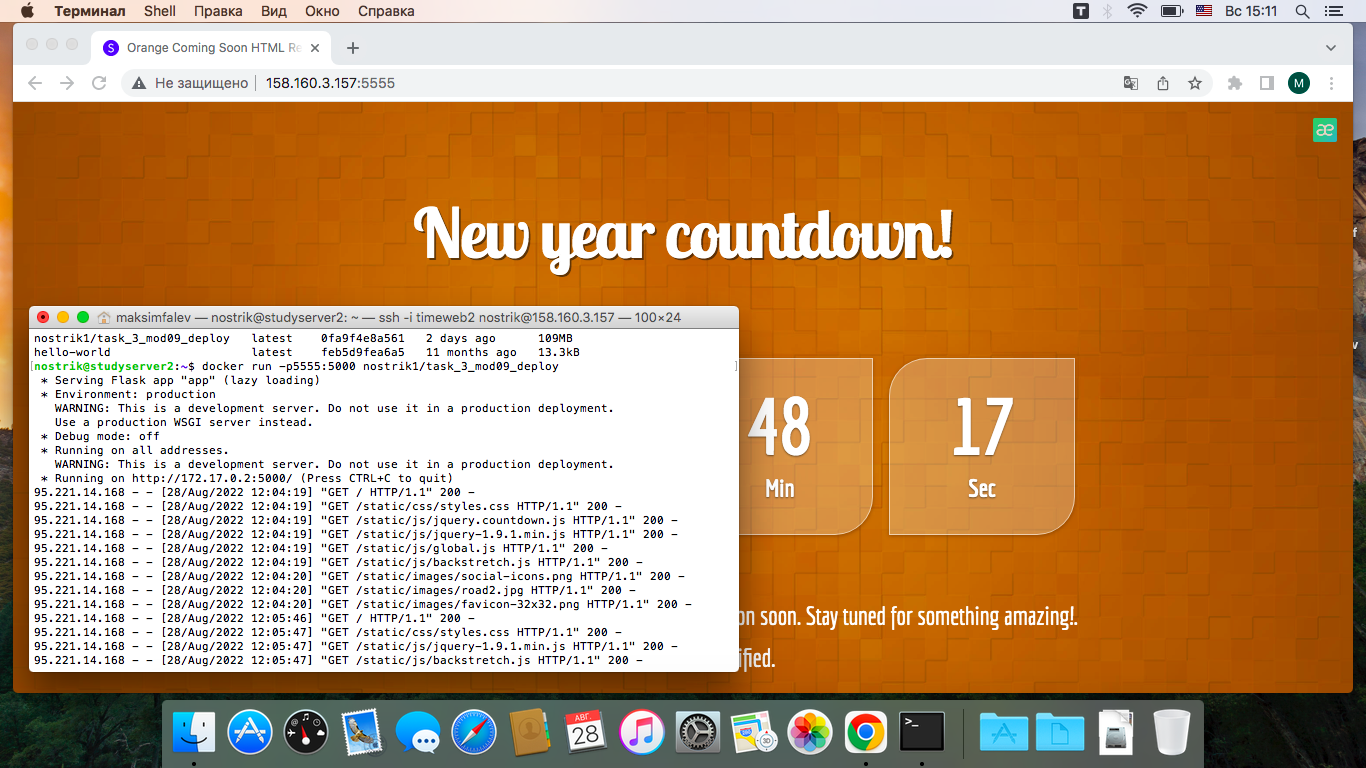 Терминал Shell Правка Вид Окно Справка T Вс 15:11
S Orange Coming Soon HTML Re
Не защищено 158.160.3.157:5555 M
æ
New year countdown!
maksimfalev — nostrik@studyserver2: ~ — ssh -i timeweb2 nostrik@158.160.3.157 — 100×24
nostrik1/task_3_mod09_deploy latest 0fa9f4e8a561 2 days ago 109MB
hello-world latest feb5d9fea6a5 11 months ago 13.3kB
[nostrik@studyserver2:~$ docker run -p5555:5000 nostrik1/task_3_mod09_deploy ]
* Serving Flask app "app" (lazy loading)
* Environment: production
WARNING: This is a development server. Do not use it in a production deployment.
Use a production WSGI server instead.
* Debug mode: off
* Running on all addresses.
WARNING: This is a development server. Do not use it in a production deployment.
* Running on http://172.17.0.2:5000/ (Press CTRL+C to quit)
95.221.14.168 - - [28/Aug/2022 12:04:19] "GET / HTTP/1.1" 200 -
95.221.14.168 - - [28/Aug/2022 12:04:19] "GET /static/css/styles.css HTTP/1.1" 200 -
95.221.14.168 - - [28/Aug/2022 12:04:19] "GET /static/js/jquery.countdown.js HTTP/1.1" 200 -
95.221.14.168 - - [28/Aug/2022 12:04:19] "GET /static/js/jquery-1.9.1.min.js HTTP/1.1" 200 -
95.221.14.168 - - [28/Aug/2022 12:04:19] "GET /static/js/global.js HTTP/1.1" 200 -
95.221.14.168 - - [28/Aug/2022 12:04:19] "GET /static/js/backstretch.js HTTP/1.1" 200 -
95.221.14.168 - - [28/Aug/2022 12:04:20] "GET /static/images/social-icons.png HTTP/1.1" 200 -
95.221.14.168 - - [28/Aug/2022 12:04:20] "GET /static/images/road2.jpg HTTP/1.1" 200 -
95.221.14.168 - - [28/Aug/2022 12:04:20] "GET /static/images/favicon-32x32.png HTTP/1.1" 200 -
95.221.14.168 - - [28/Aug/2022 12:05:46] "GET / HTTP/1.1" 200 -
95.221.14.168 - - [28/Aug/2022 12:05:47] "GET /static/css/styles.css HTTP/1.1" 200 -
95.221.14.168 - - [28/Aug/2022 12:05:47] "GET /static/js/jquery-1.9.1.min.js HTTP/1.1" 200 -
95.221.14.168 - - [28/Aug/2022 12:05:47] "GET /static/js/backstretch.js HTTP/1.1" 200 -
48 17
Min Sec
on soon. Stay tuned for something amazing!.
ified.
АВГ.
28
3D
>_